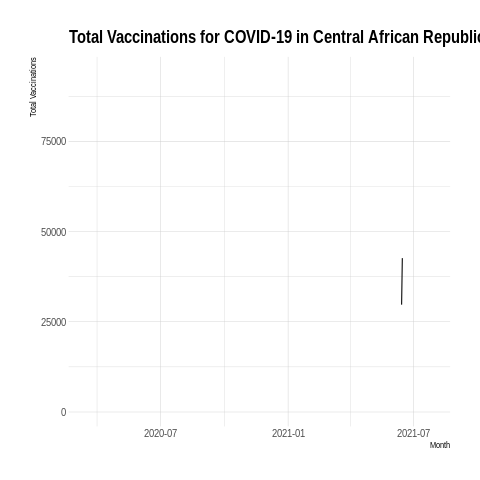 Total Vaccinations for COVID-19 in Central African Republic
Total Vaccinations
75000
50000
25000
0
2020-07
2021-01
2021-07
Month